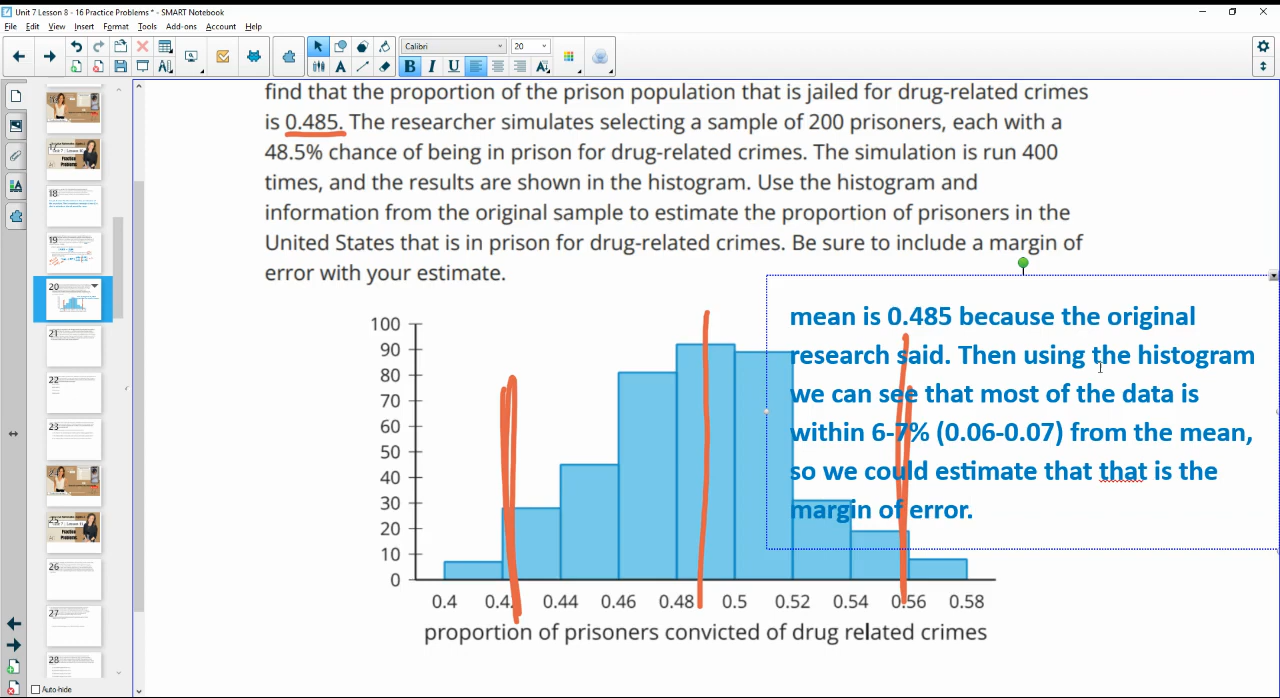 Unit 7 Lesson 8 - 16 Practice Problems * - SMART Notebook
File Edit View Insert Format Tools Add-ons Account Help
Calibri 20
B I U
find that the proportion of the prison population that is jailed for drug-related crimes
is 0.485. The researcher simulates selecting a sample of 200 prisoners, each with a
48.5% chance of being in prison for drug-related crimes. The simulation is run 400
times, and the results are shown in the histogram. Use the histogram and
information from the original sample to estimate the proportion of prisoners in the
United States that is in prison for drug-related crimes. Be sure to include a margin of
error with your estimate.
mean is 0.485 because the original
research said. Then using the histogram
we can see that most of the data is
within 6-7% (0.06-0.07) from the mean,
so we could estimate that that is the
margin of error.
100
90
80
70
60
50
40
30
20
10
0
0.4 0.42 0.44 0.46 0.48 0.5 0.52 0.54 0.56 0.58
proportion of prisoners convicted of drug related crimes
18
19
20
21
22
23
24
25
26
27
28
Auto-hide